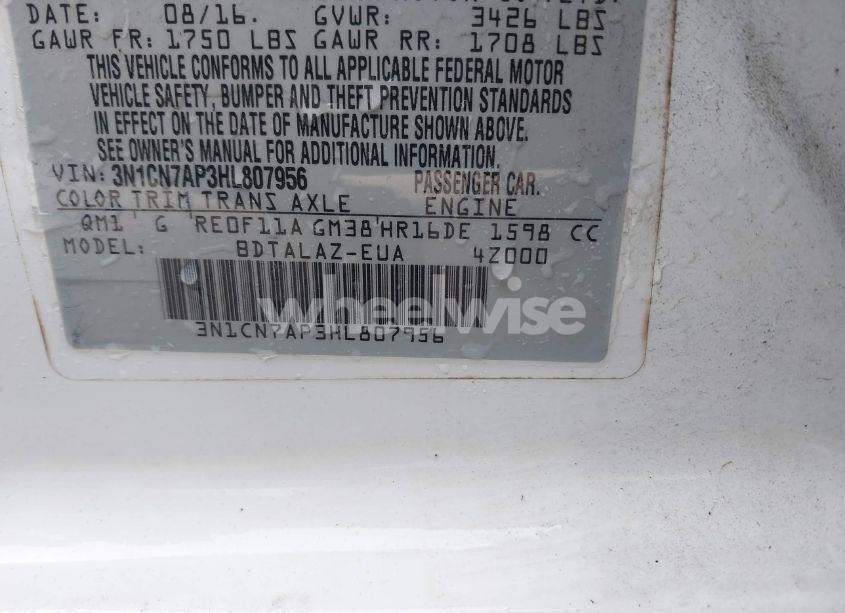 DATE: 08/16. GVWR: 3426 LBS
GAWR FR: 1750 LBS GAWR RR: 1708 LBS
THIS VEHICLE CONFORMS TO ALL APPLICABLE FEDERAL MOTOR
VEHICLE SAFETY, BUMPER AND THEFT PREVENTION STANDARDS
IN EFFECT ON THE DATE OF MANUFACTURE SHOWN ABOVE.
SEE OWNER'S MANUAL FOR ADDITIONAL INFORMATION.
VIN: 3N1CN7AP3HL807956 PASSENGER CAR.
COLOR TRIM TRANS AXLE ENGINE
QM1 G RE0F11A GM38 HR16DE 1598 CC
MODEL: BDTALAZ-EUA 4Z000
wheelwise
3N1CN7AP3HL807956